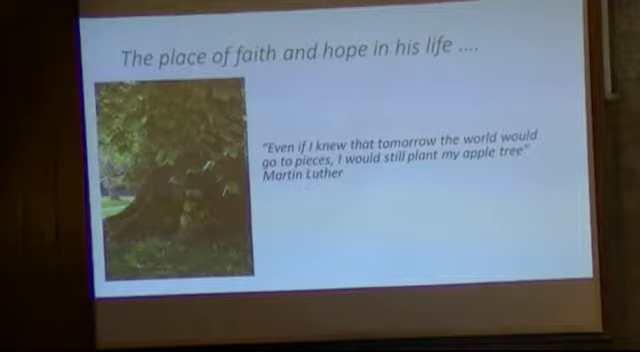 The place of faith and hope in his life ....
"Even if I knew that tomorrow the world would
go to pieces, I would still plant my apple tree"
Martin Luther